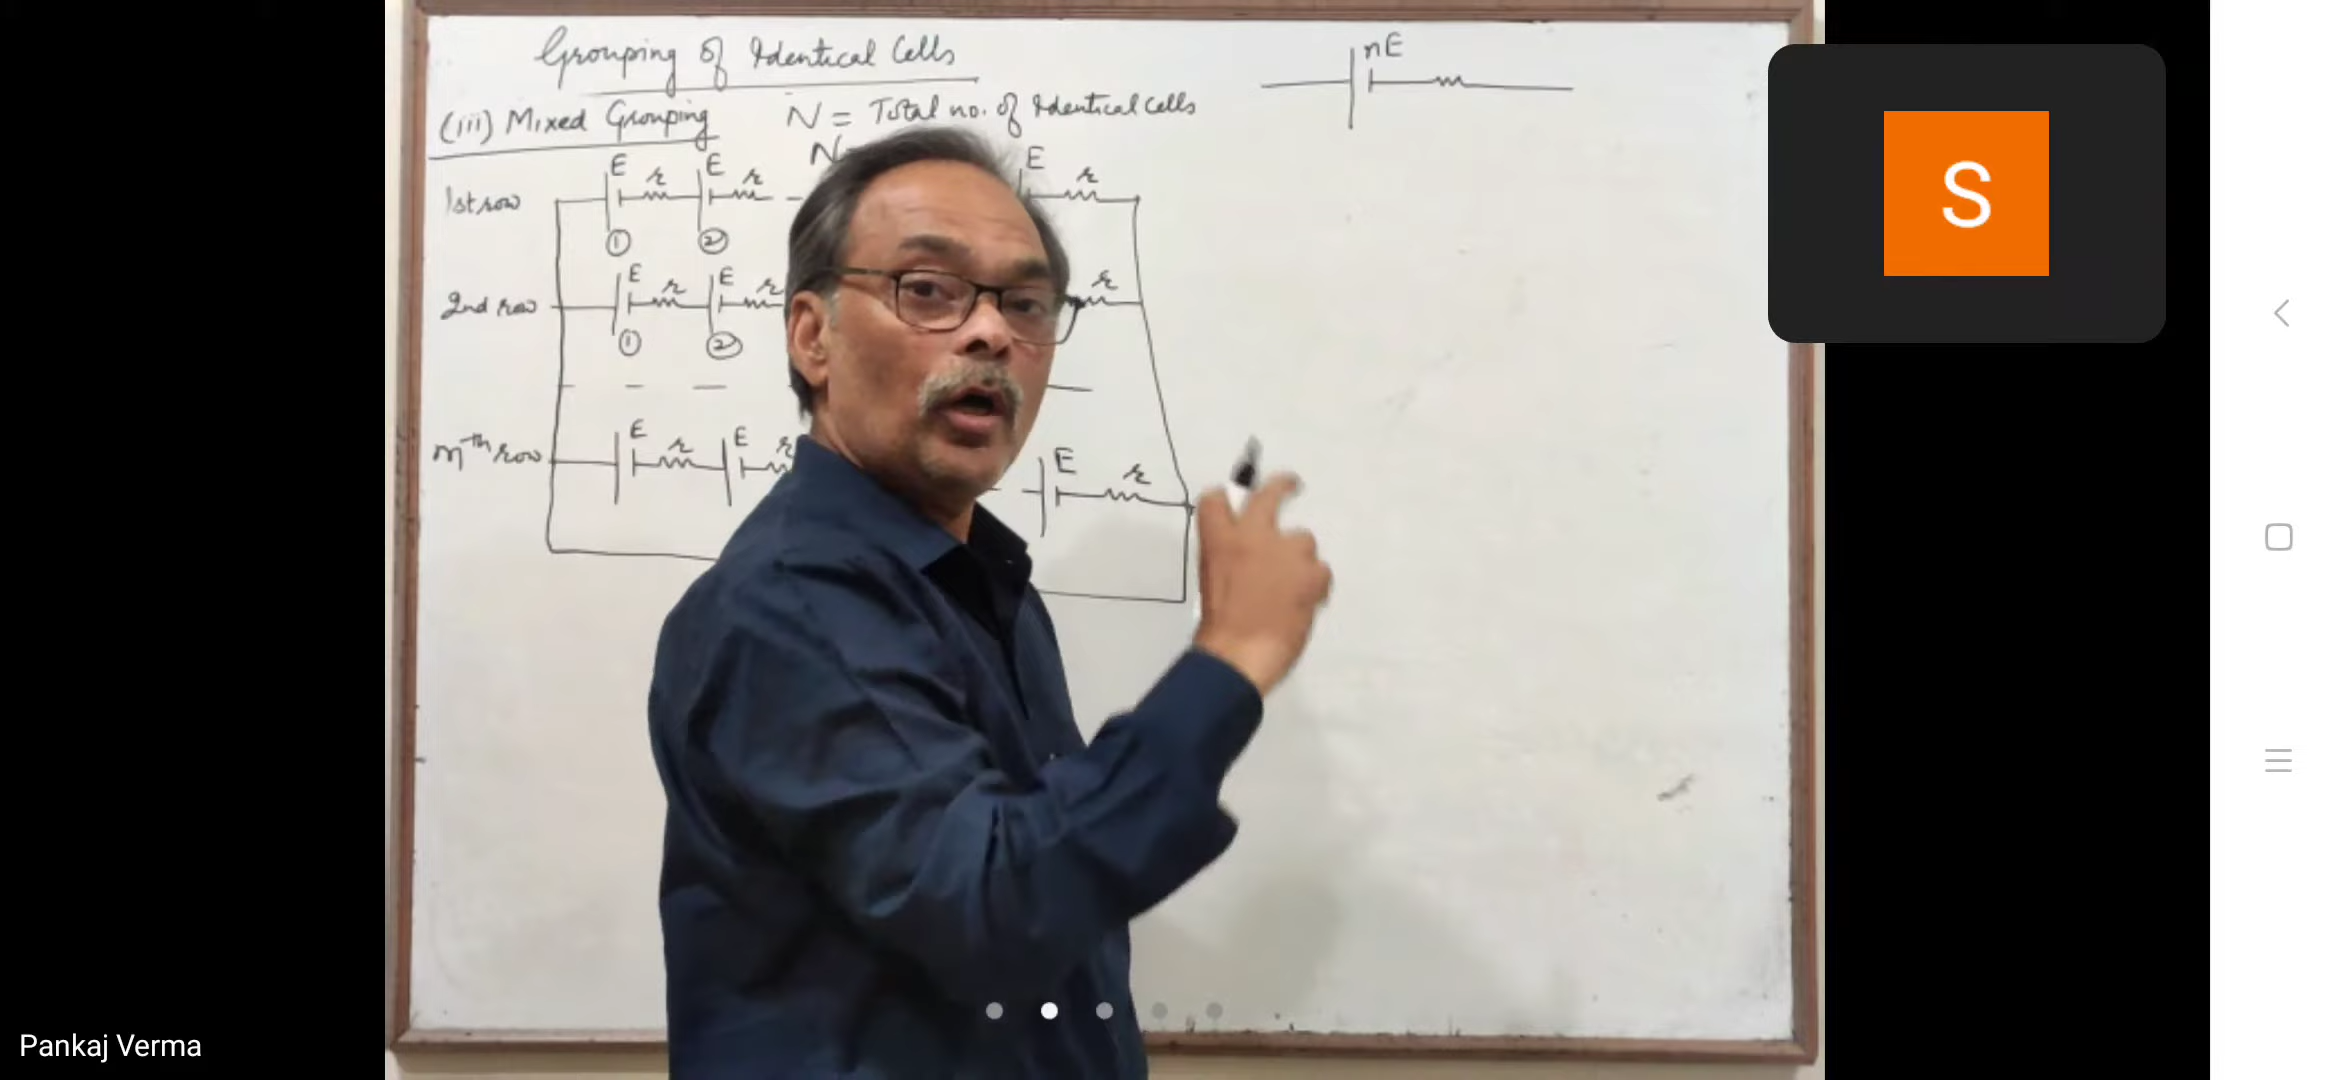 Grouping of Identical Cells
nE
(iii) Mixed Grouping N = Total no. of Identical Cells
N
1st row E r E r E r
① ②
2nd row E r E r r
① ②
mth row E r E r E r
S
Pankaj Verma